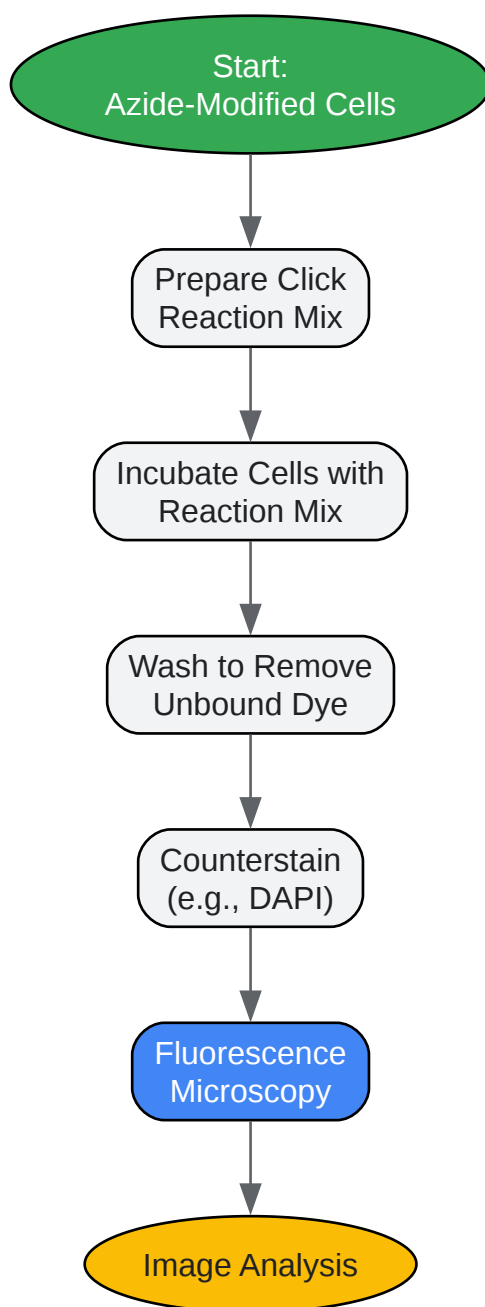 Start:
Azide-Modified Cells
Prepare Click
Reaction Mix
Incubate Cells with
Reaction Mix
Wash to Remove
Unbound Dye
Counterstain
(e.g., DAPI)
Fluorescence
Microscopy
Image Analysis